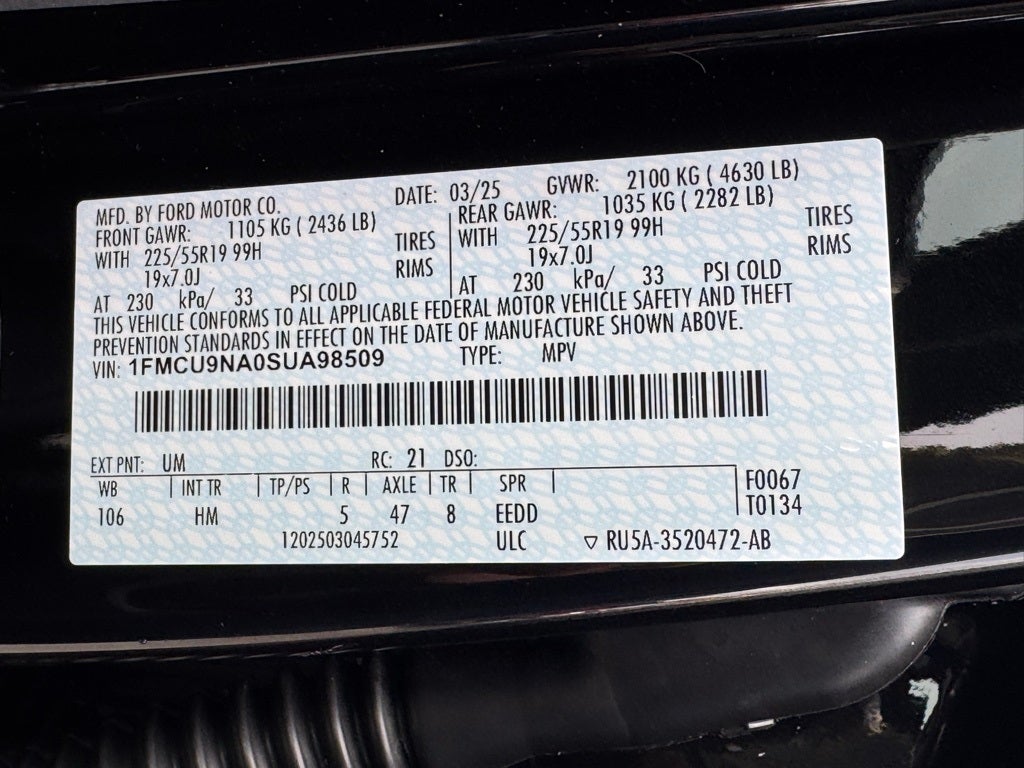 MFD. BY FORD MOTOR CO. DATE: 03/25 GVWR: 2100 KG ( 4630 LB)
FRONT GAWR: 1105 KG ( 2436 LB) REAR GAWR: 1035 KG ( 2282 LB)
WITH 225/55R19 99H TIRES WITH 225/55R19 99H TIRES
19x7.0J RIMS 19x7.0J RIMS
AT 230 kPa/ 33 PSI COLD AT 230 kPa/ 33 PSI COLD
THIS VEHICLE CONFORMS TO ALL APPLICABLE FEDERAL MOTOR VEHICLE SAFETY AND THEFT
PREVENTION STANDARDS IN EFFECT ON THE DATE OF MANUFACTURE SHOWN ABOVE.
VIN: 1FMCU9NA0SUA98509 TYPE: MPV
EXT PNT: UM RC: 21 DSO:
WB INT TR TP/PS R AXLE TR SPR F0067
106 HM 5 47 8 EEDD T0134
1202503045752 ULC ▽ RU5A-3520472-AB